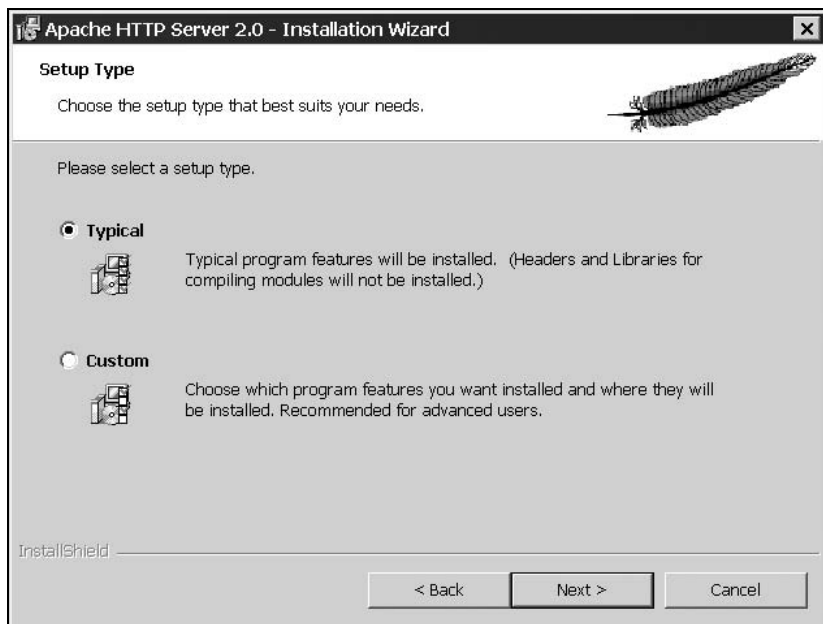 Apache HTTP Server 2.0 - Installation Wizard
Setup Type
Choose the setup type that best suits your needs.
Please select a setup type.
Typical
Typical program features will be installed. (Headers and Libraries for
compiling modules will not be installed.)
Custom
Choose which program features you want installed and where they will
be installed. Recommended for advanced users.
InstallShield
< Back
Next >
Cancel